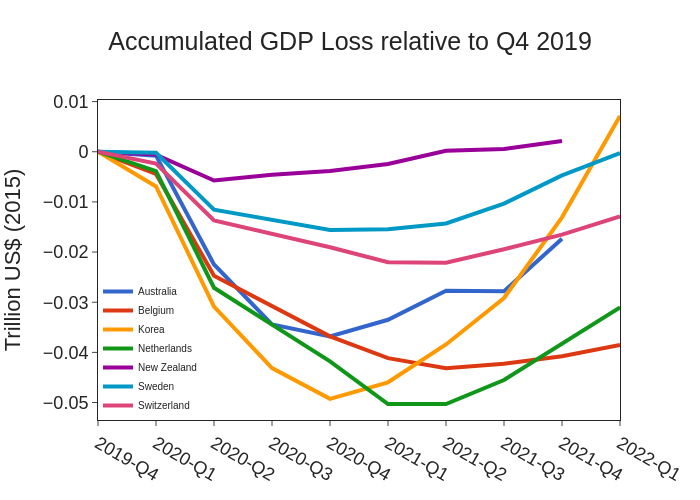 Accumulated GDP Loss relative to Q4 2019
Trillion US$ (2015)
0.01
0
−0.01
−0.02
−0.03
−0.04
−0.05
Australia
Belgium
Korea
Netherlands
New Zealand
Sweden
Switzerland
2019-Q4
2020-Q1
2020-Q2
2020-Q3
2020-Q4
2021-Q1
2021-Q2
2021-Q3
2021-Q4
2022-Q1